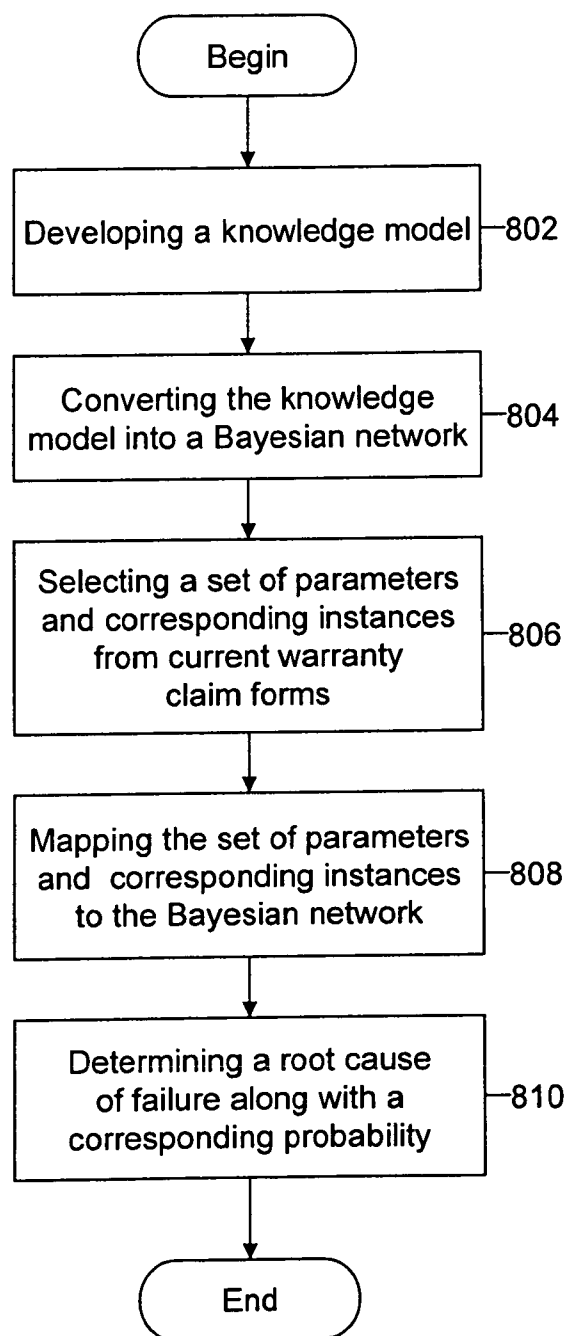 Begin
Developing a knowledge model
802
Converting the knowledge
model into a Bayesian network
804
Selecting a set of parameters
and corresponding instances
from current warranty
claim forms
806
Mapping the set of parameters
and corresponding instances
to the Bayesian network
808
Determining a root cause
of failure along with a
corresponding probability
810
End